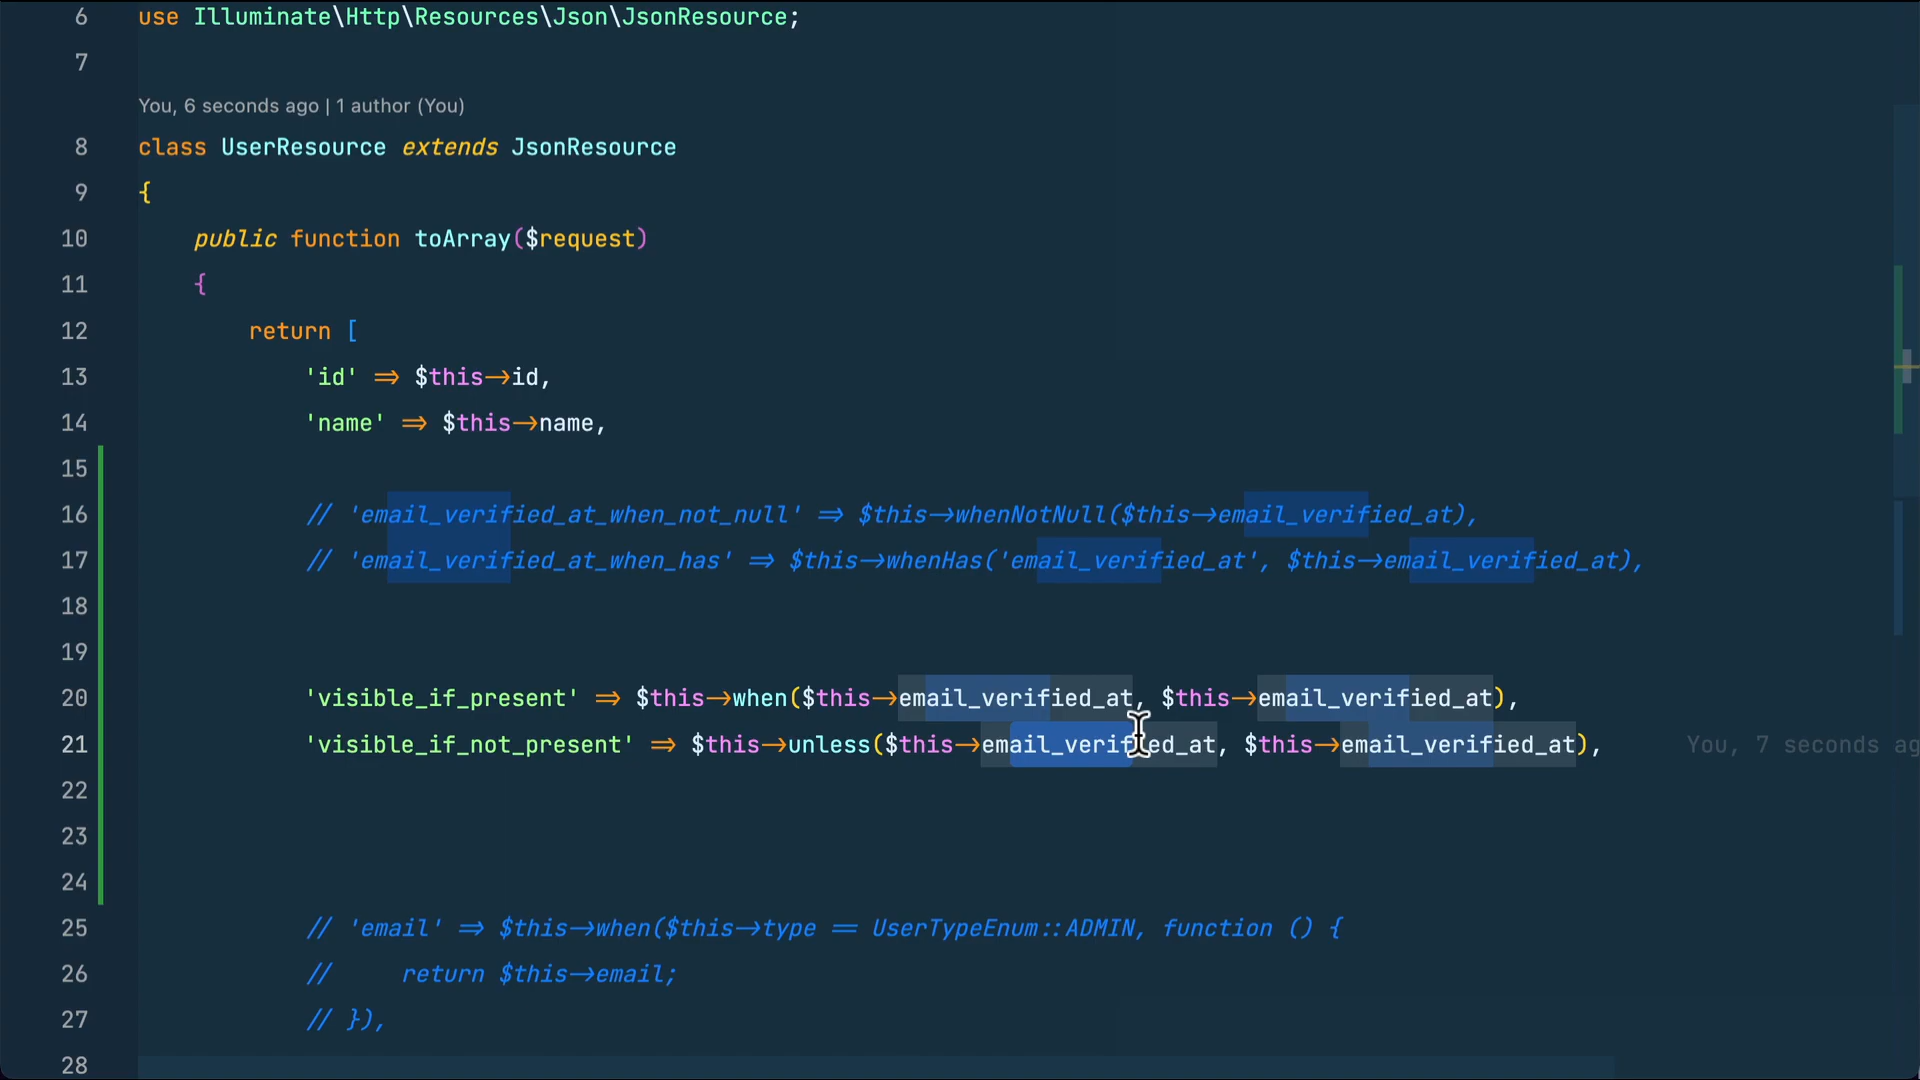 6 use Illuminate\Http\Resources\Json\JsonResource;
7
You, 6 seconds ago | 1 author (You)
8 class UserResource extends JsonResource
9 {
10 public function toArray($request)
11 {
12 return [
13 'id' => $this->id,
14 'name' => $this->name,
15
16 // 'email_verified_at_when_not_null' => $this->whenNotNull($this->email_verified_at),
17 // 'email_verified_at_when_has' => $this->whenHas('email_verified_at', $this->email_verified_at),
18
19
20 'visible_if_present' => $this->when($this->email_verified_at, $this->email_verified_at),
21 'visible_if_not_present' => $this->unless($this->email_verified_at, $this->email_verified_at), You, 7 seconds ag
22
23
24
25 // 'email' => $this->when($this->type == UserTypeEnum::ADMIN, function () {
26 // return $this->email;
27 // }),
28